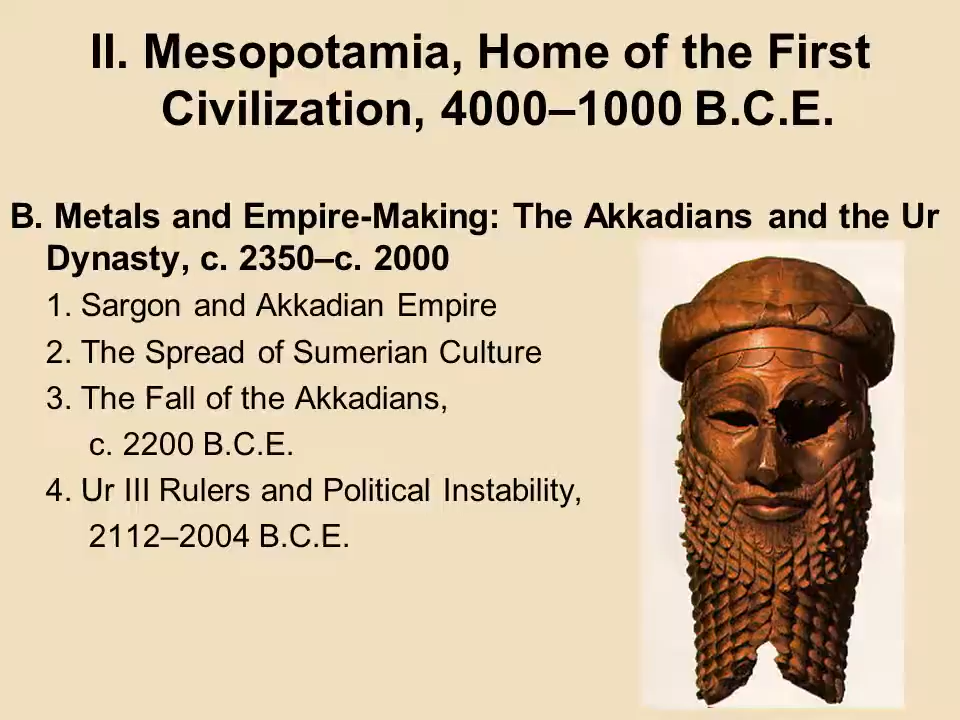 II. Mesopotamia, Home of the First
Civilization, 4000–1000 B.C.E.
B. Metals and Empire-Making: The Akkadians and the Ur
Dynasty, c. 2350–c. 2000
1. Sargon and Akkadian Empire
2. The Spread of Sumerian Culture
3. The Fall of the Akkadians,
c. 2200 B.C.E.
4. Ur III Rulers and Political Instability,
2112–2004 B.C.E.